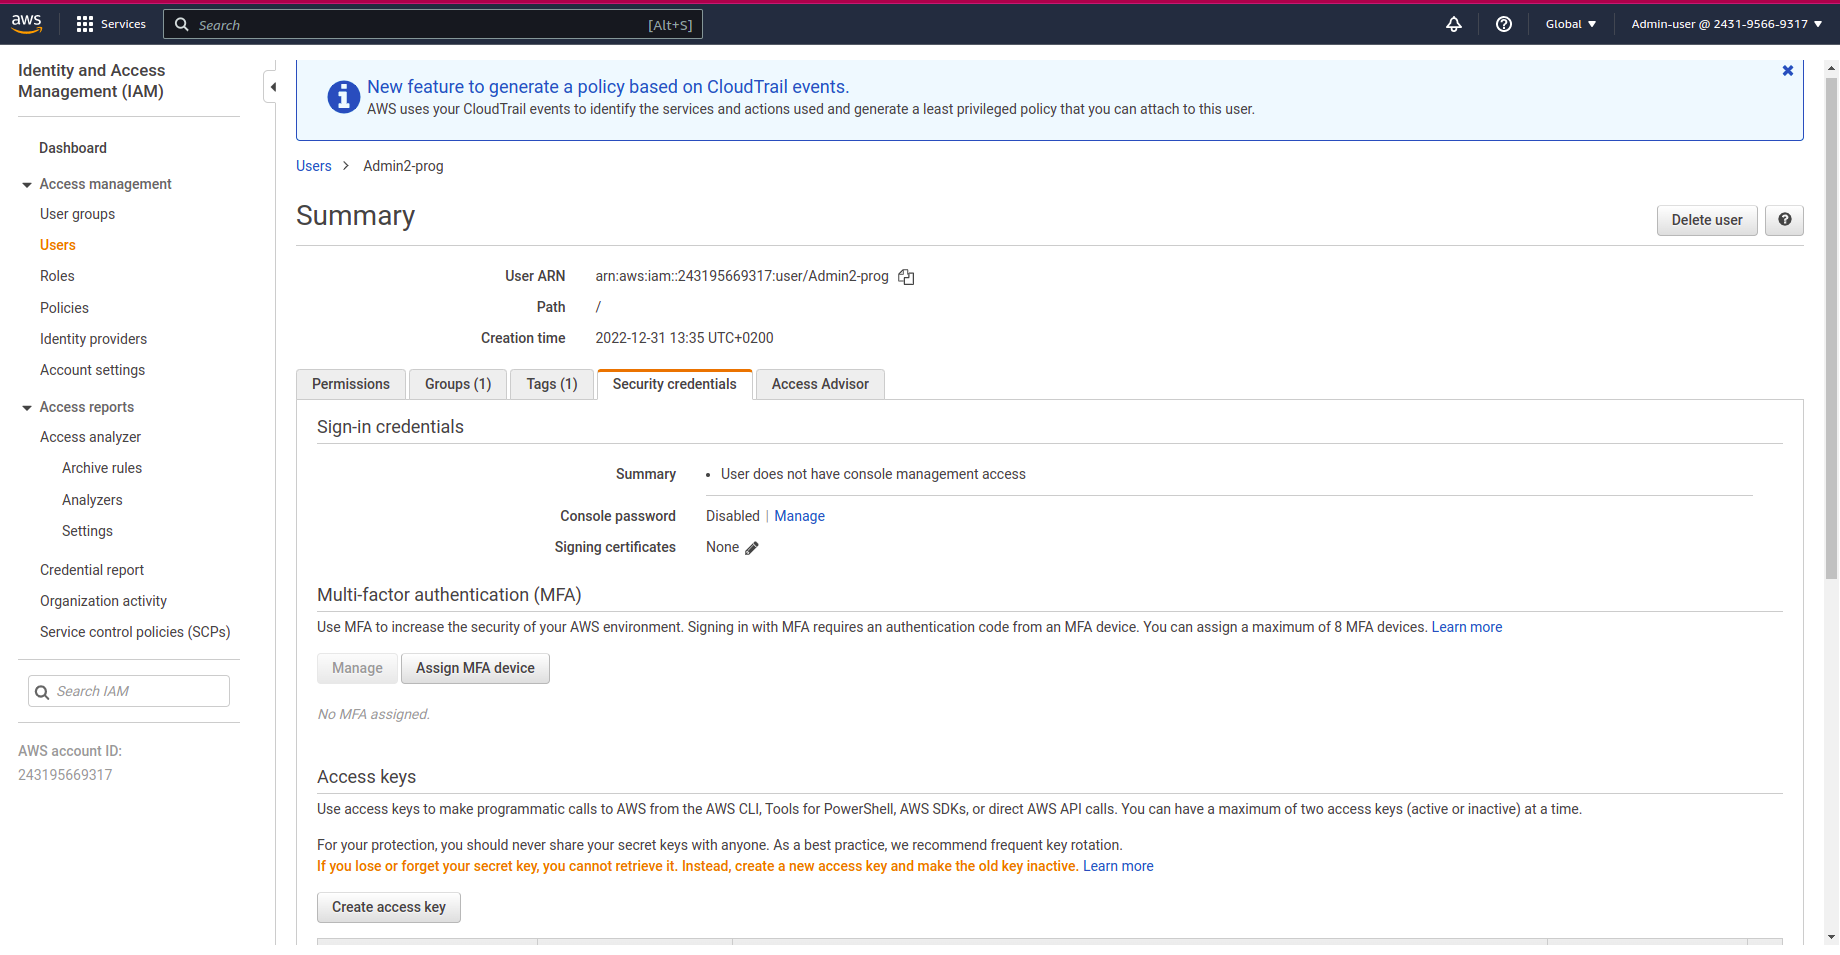 aws
Services
Search [Alt+S]
Global
Admin-user @ 2431-9566-9317
Identity and Access
Management (IAM)
Dashboard
Access management
User groups
Users
Roles
Policies
Identity providers
Account settings
Access reports
Access analyzer
Archive rules
Analyzers
Settings
Credential report
Organization activity
Service control policies (SCPs)
Search IAM
AWS account ID:
243195669317
New feature to generate a policy based on CloudTrail events.
AWS uses your CloudTrail events to identify the services and actions used and generate a least privileged policy that you can attach to this user.
Users > Admin2-prog
Summary
Delete user
User ARN arn:aws:iam::243195669317:user/Admin2-prog
Path /
Creation time 2022-12-31 13:35 UTC+0200
Permissions Groups (1) Tags (1) Security credentials Access Advisor
Sign-in credentials
Summary • User does not have console management access
Console password Disabled | Manage
Signing certificates None
Multi-factor authentication (MFA)
Use MFA to increase the security of your AWS environment. Signing in with MFA requires an authentication code from an MFA device. You can assign a maximum of 8 MFA devices. Learn more
Manage Assign MFA device
No MFA assigned.
Access keys
Use access keys to make programmatic calls to AWS from the AWS CLI, Tools for PowerShell, AWS SDKs, or direct AWS API calls. You can have a maximum of two access keys (active or inactive) at a time.
For your protection, you should never share your secret keys with anyone. As a best practice, we recommend frequent key rotation.
If you lose or forget your secret key, you cannot retrieve it. Instead, create a new access key and make the old key inactive. Learn more
Create access key